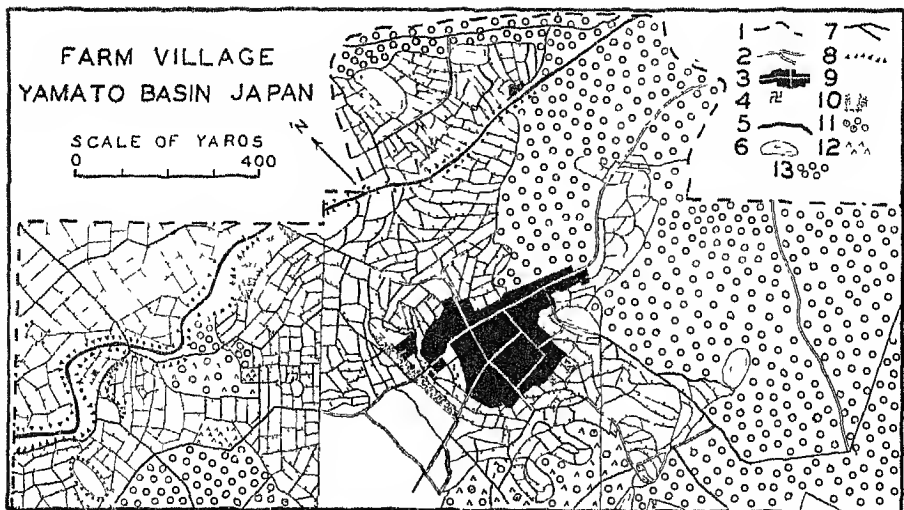 FARM VILLAGE
YAMATO BASIN JAPAN
SCALE OF YARDS
0 400
N
1 7
2 8
3 9
4 卍 10
5 11
6 12
13